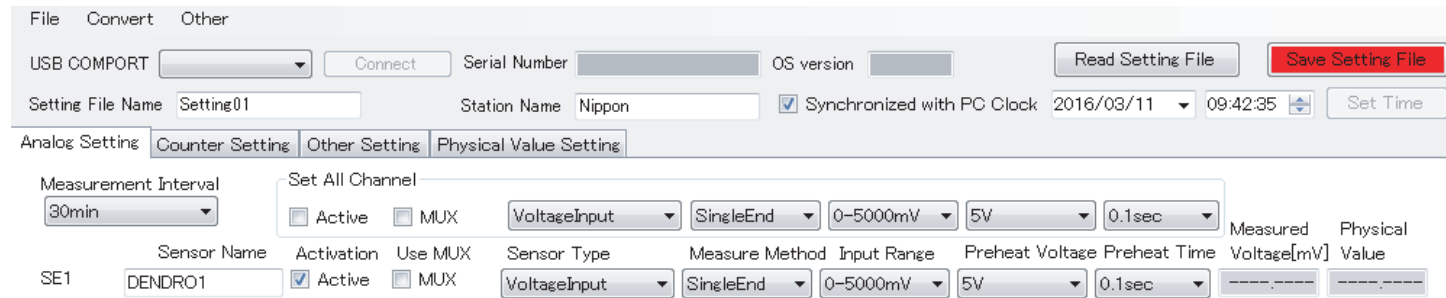 File Convert Other
USB COMPORT Connect Serial Number OS version Read Setting File Save Setting File
Setting File Name Setting01 Station Name Nippon Synchronized with PC Clock 2016/03/11 09:42:35 Set Time
Analog Setting Counter Setting Other Setting Physical Value Setting
Measurement Interval Set All Channel
30min Active MUX VoltageInput SingleEnd 0-5000mV 5V 0.1sec
Measured Physical
Sensor Name Activation Use MUX Sensor Type Measure Method Input Range Preheat Voltage Preheat Time Voltage[mV] Value
SE1 DENDRO1 Active MUX VoltageInput SingleEnd 0-5000mV 5V 0.1sec ----.---- ----.----